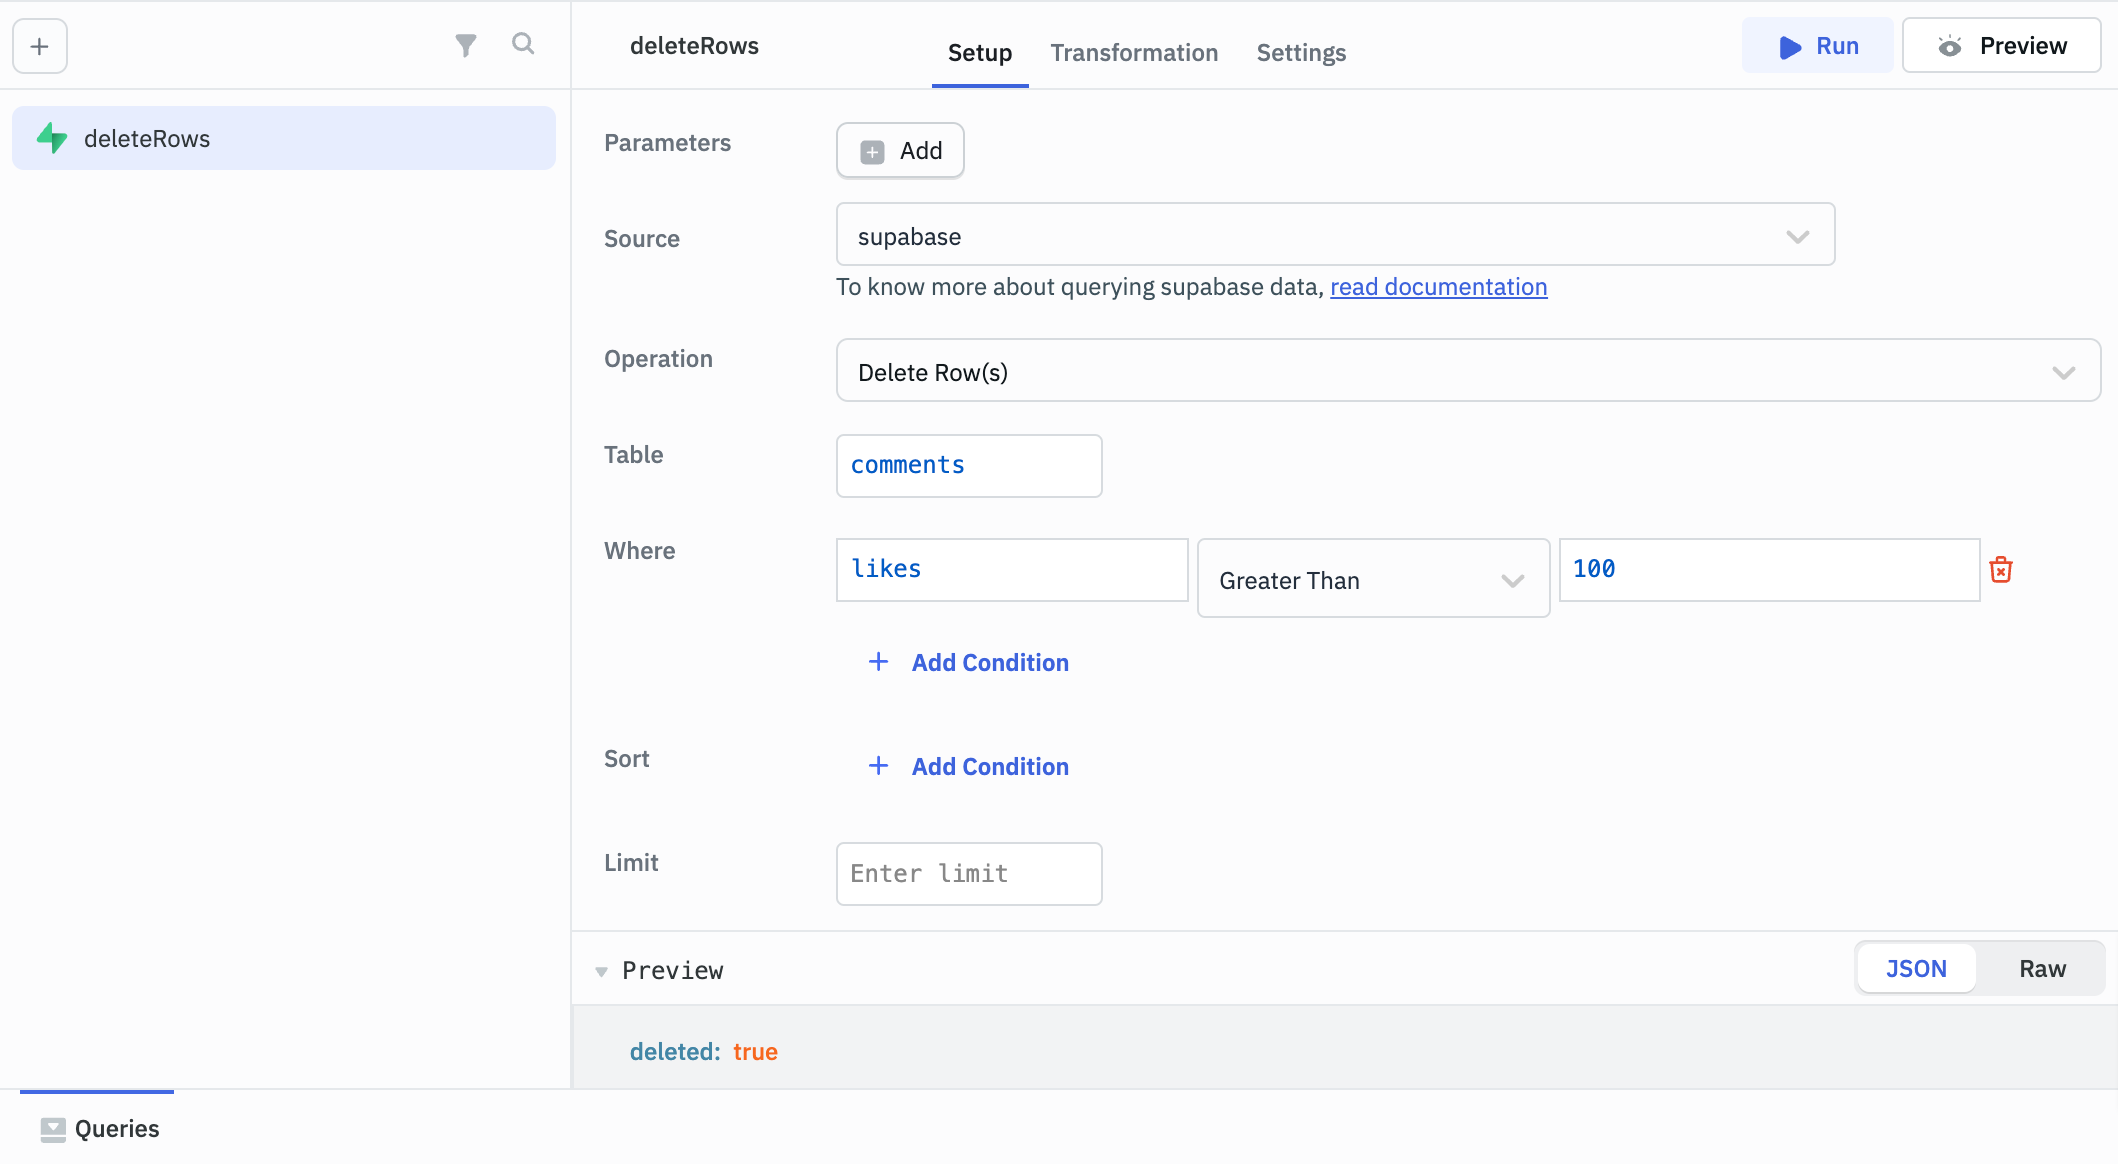 deleteRows
Setup
Transformation
Settings
Run
Preview
deleteRows
Parameters
Add
Source
supabase
To know more about querying supabase data, read documentation
Operation
Delete Row(s)
Table
comments
Where
likes
Greater Than
100
Add Condition
Sort
Add Condition
Limit
Enter limit
Preview
JSON
Raw
deleted: true
Queries